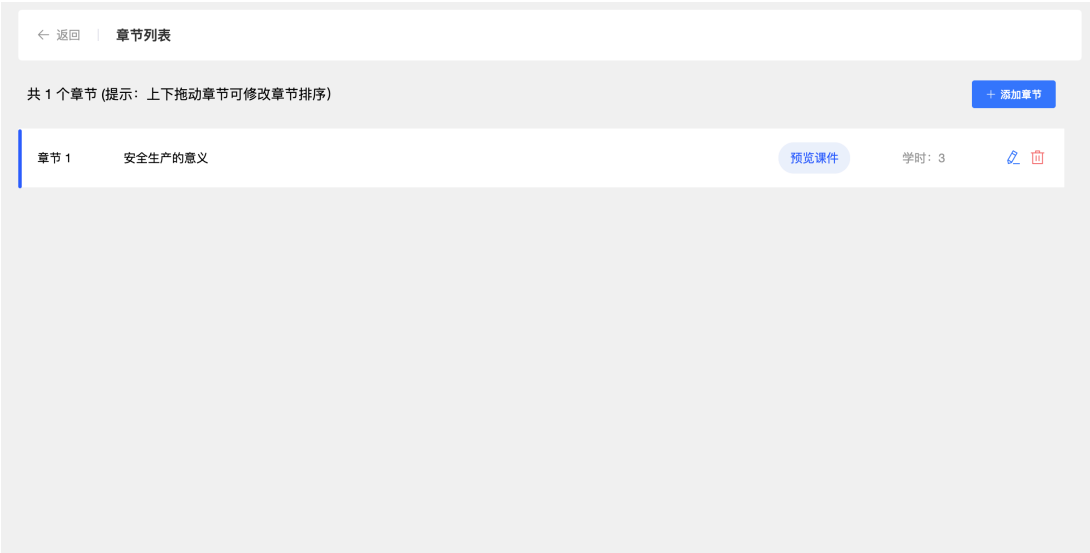 ← 返回 | 章节列表
共 1 个章节 (提示：上下拖动章节可修改章节排序)
+ 添加章节
章节 1 安全生产的意义 预览课件 学时：3